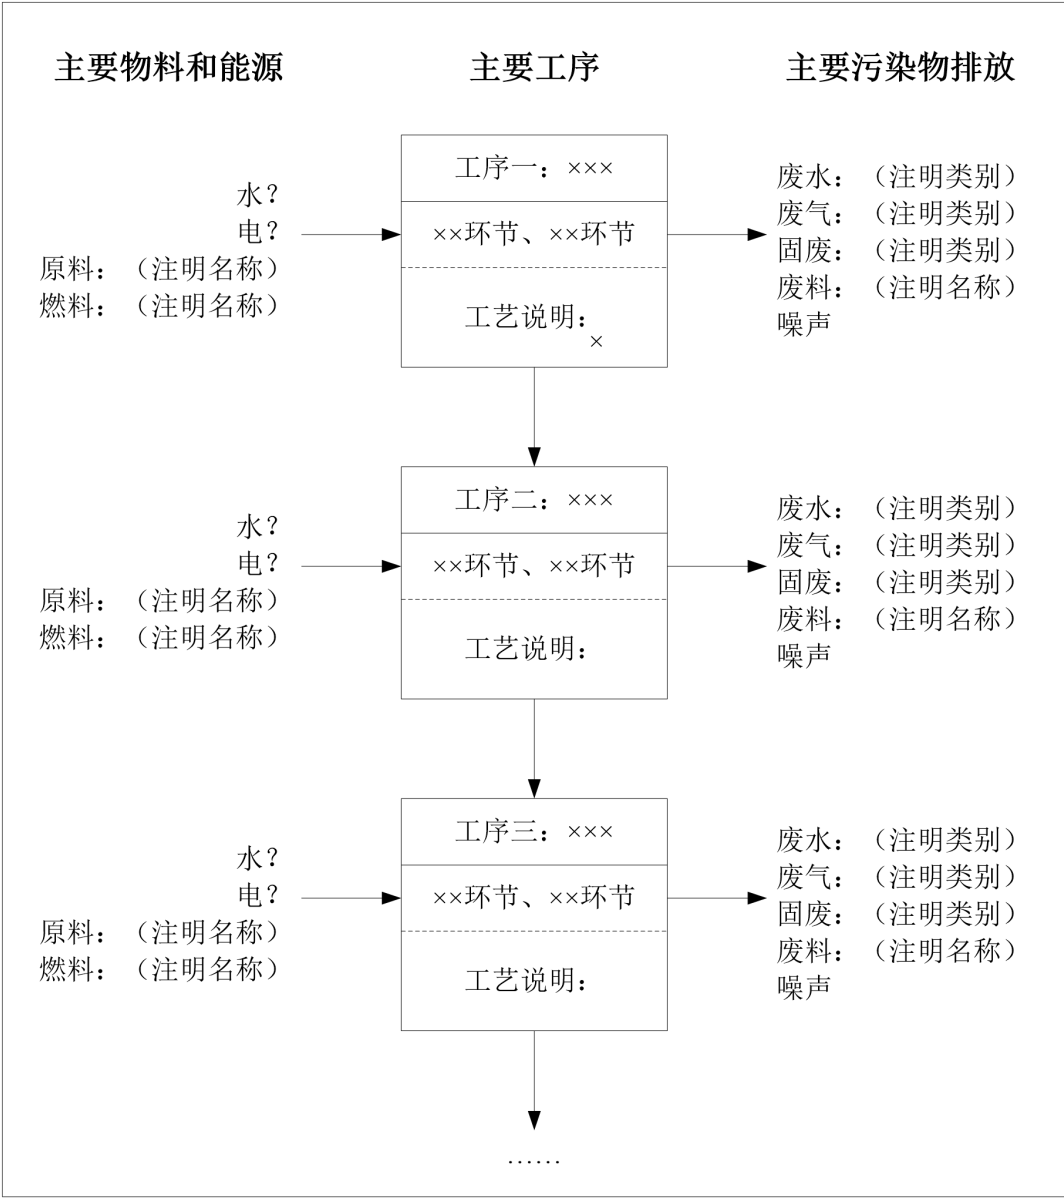 主要物料和能源
主要工序
主要污染物排放
水?
电?
原料：（注明名称）
燃料：（注明名称）
工序一：×××
××环节、××环节
工艺说明：
×
废水：（注明类别）
废气：（注明类别）
固废：（注明类别）
废料：（注明名称）
噪声
水?
电?
原料：（注明名称）
燃料：（注明名称）
工序二：×××
××环节、××环节
工艺说明：
废水：（注明类别）
废气：（注明类别）
固废：（注明类别）
废料：（注明名称）
噪声
水?
电?
原料：（注明名称）
燃料：（注明名称）
工序三：×××
××环节、××环节
工艺说明：
废水：（注明类别）
废气：（注明类别）
固废：（注明类别）
废料：（注明名称）
噪声
……